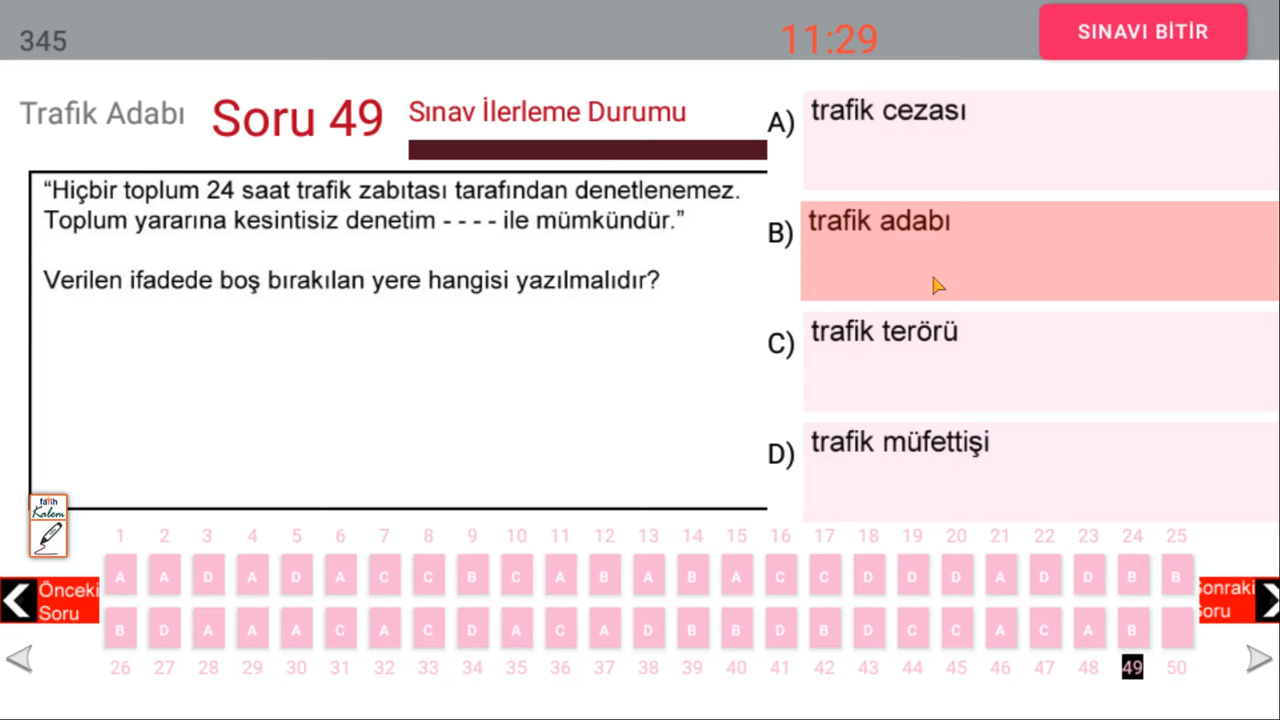 345
11:29
SINAVI BİTİR
Trafik Adabı
Soru 49
Sınav İlerleme Durumu
“Hiçbir toplum 24 saat trafik zabıtası tarafından denetlenemez.
Toplum yararına kesintisiz denetim - - - - ile mümkündür.”
Verilen ifadede boş bırakılan yere hangisi yazılmalıdır?
A) trafik cezası
B) trafik adabı
C) trafik terörü
D) trafik müfettişi
fatih
Kalem
Önceki
Soru
1 2 3 4 5 6 7 8 9 10 11 12 13 14 15 16 17 18 19 20 21 22 23 24 25
A A D A D A C C B C A B A B A C C D D D A D D B B
B D A A A C A C D A C A D B B D B D C C A C A B
26 27 28 29 30 31 32 33 34 35 36 37 38 39 40 41 42 43 44 45 46 47 48 49 50
Sonraki
Soru